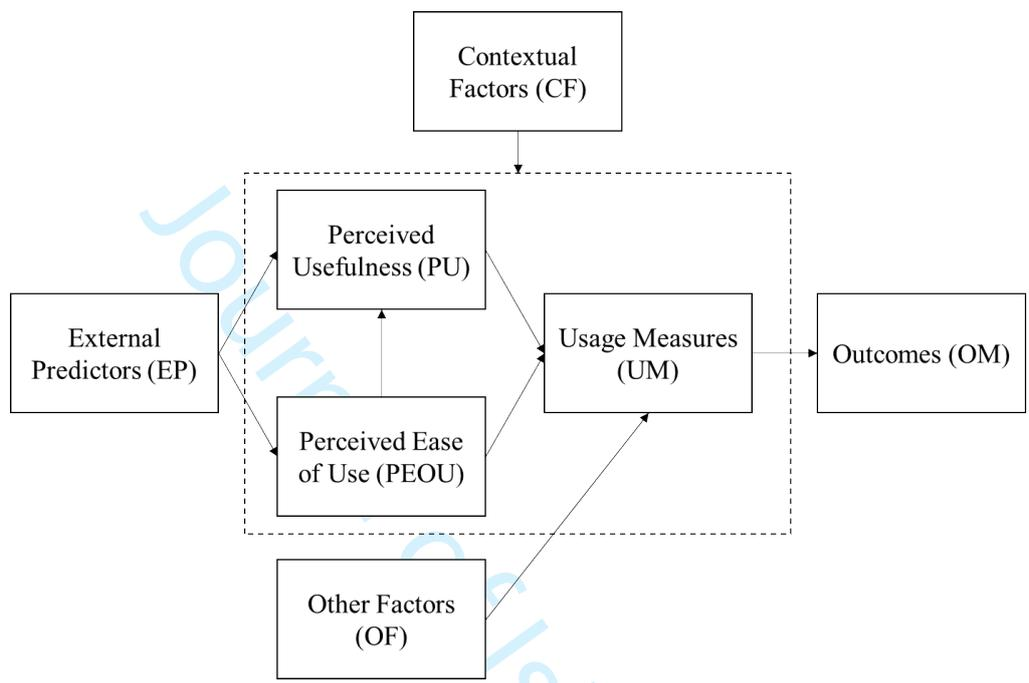 Contextual
Factors (CF)
Perceived
Usefulness (PU)
External
Predictors (EP)
Usage Measures
(UM)
Outcomes (OM)
Perceived Ease
of Use (PEOU)
Other Factors
(OF)